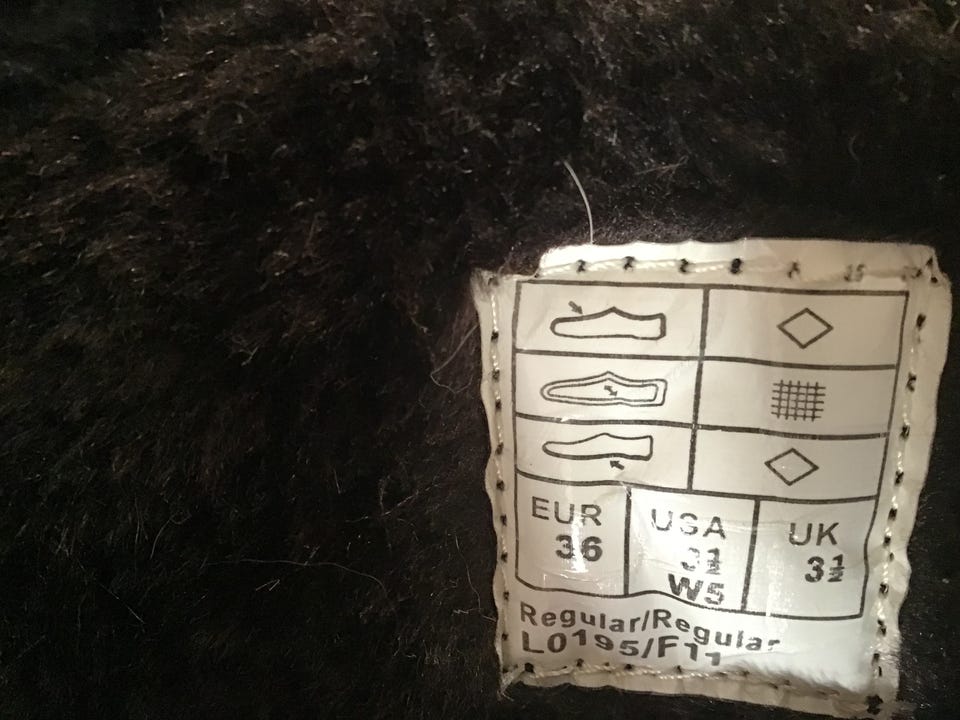 EUR USA UK
36 3½ 3½
W5
Regular/Regular
L0195/F11